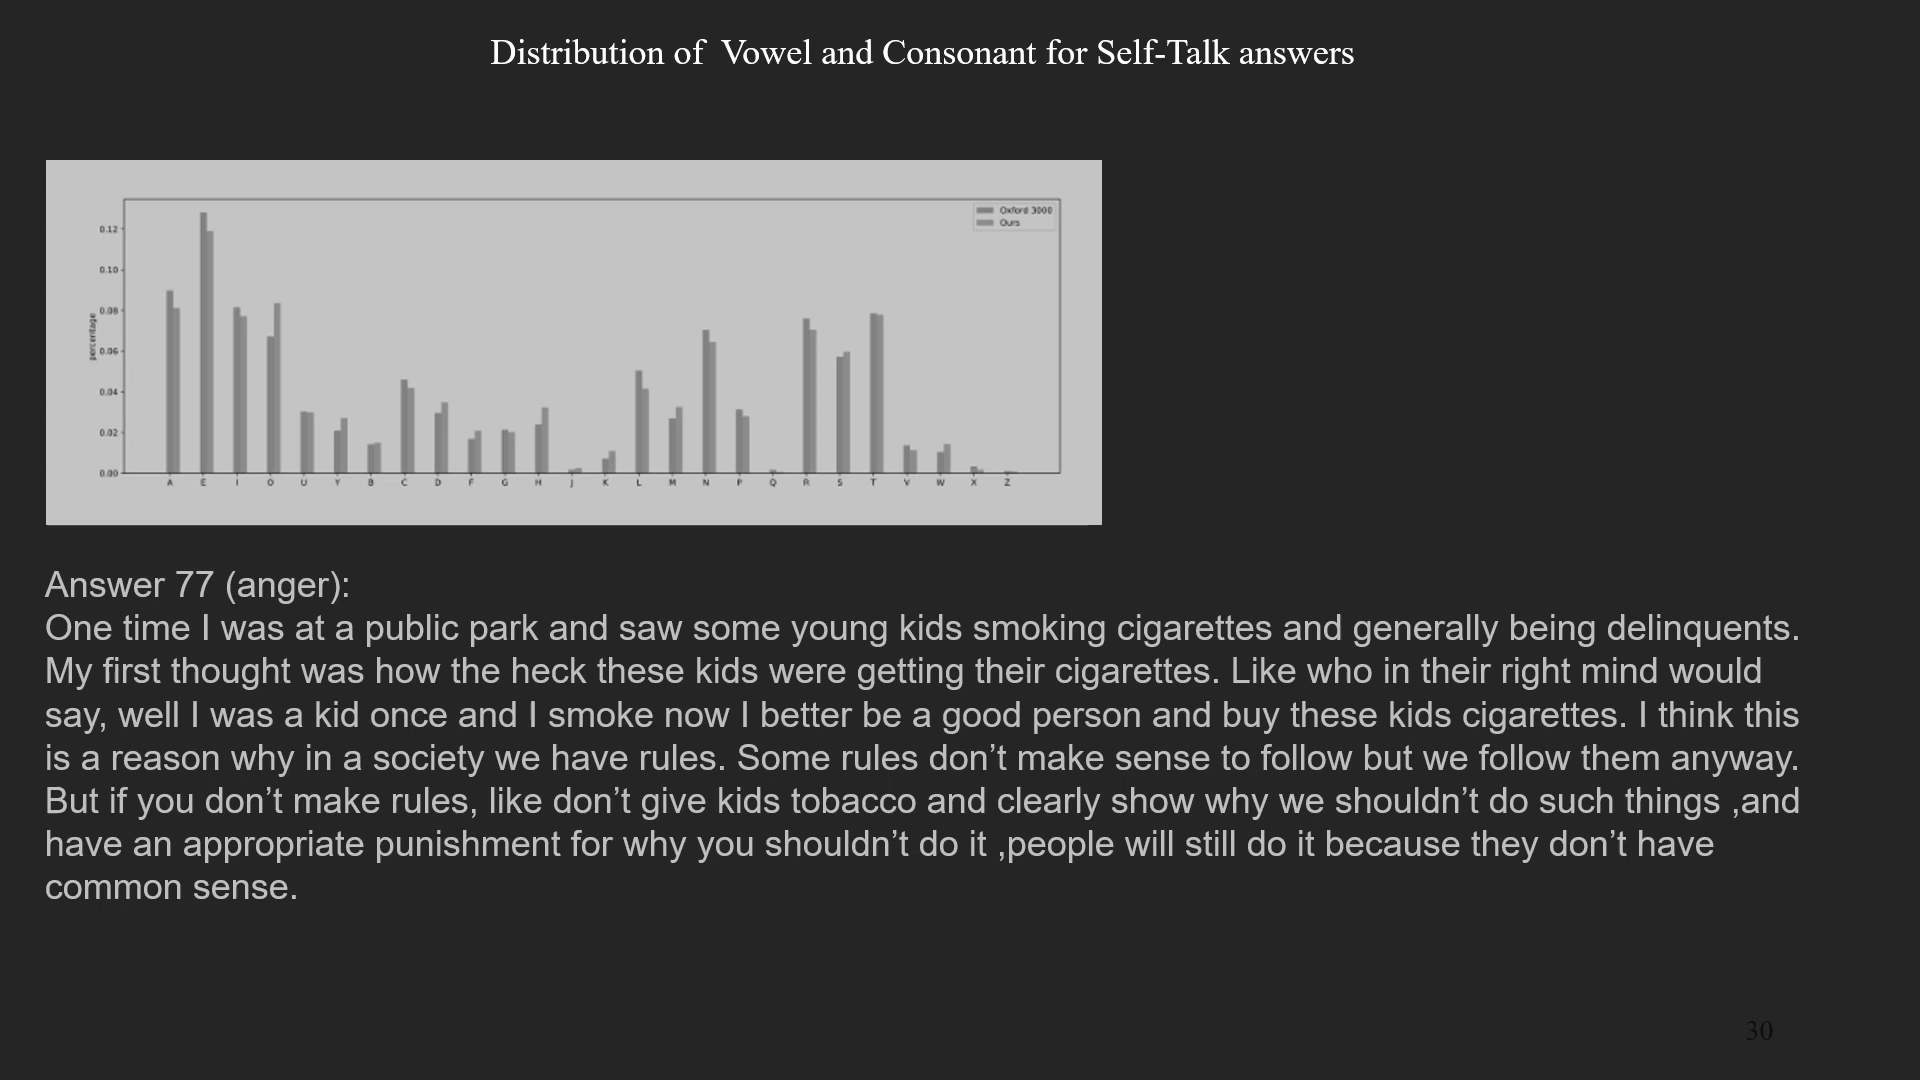 Distribution of  Vowel and Consonant for Self-Talk answers
Oxford 3000
Ours
0.12
0.10
0.08
0.06
0.04
0.02
0.00
percentage
A E I O U Y B C D F G H J K L M N P Q R S T V W X Z
Answer 77 (anger):
One time I was at a public park and saw some young kids smoking cigarettes and generally being delinquents.
My first thought was how the heck these kids were getting their cigarettes. Like who in their right mind would
say, well I was a kid once and I smoke now I better be a good person and buy these kids cigarettes. I think this
is a reason why in a society we have rules. Some rules don’t make sense to follow but we follow them anyway.
But if you don’t make rules, like don’t give kids tobacco and clearly show why we shouldn’t do such things ,and
have an appropriate punishment for why you shouldn’t do it ,people will still do it because they don’t have
common sense.
30